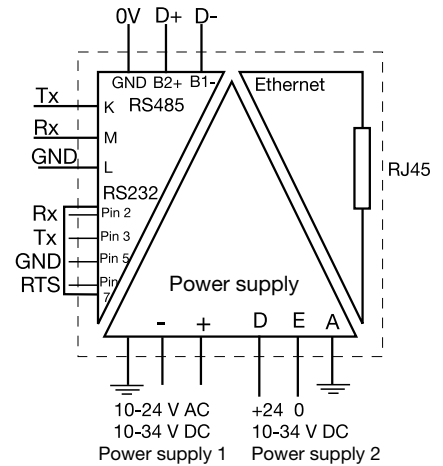 0V D+ D-
GND B2+ B1- Ethernet
Tx K RS485
Rx M
GND L
RJ45
RS232
Rx Pin 2
Tx Pin 3
GND Pin 5
RTS Pin 7
Power supply
- + D E A
10-24 V AC +24 0
10-34 V DC 10-34 V DC
Power supply 1 Power supply 2